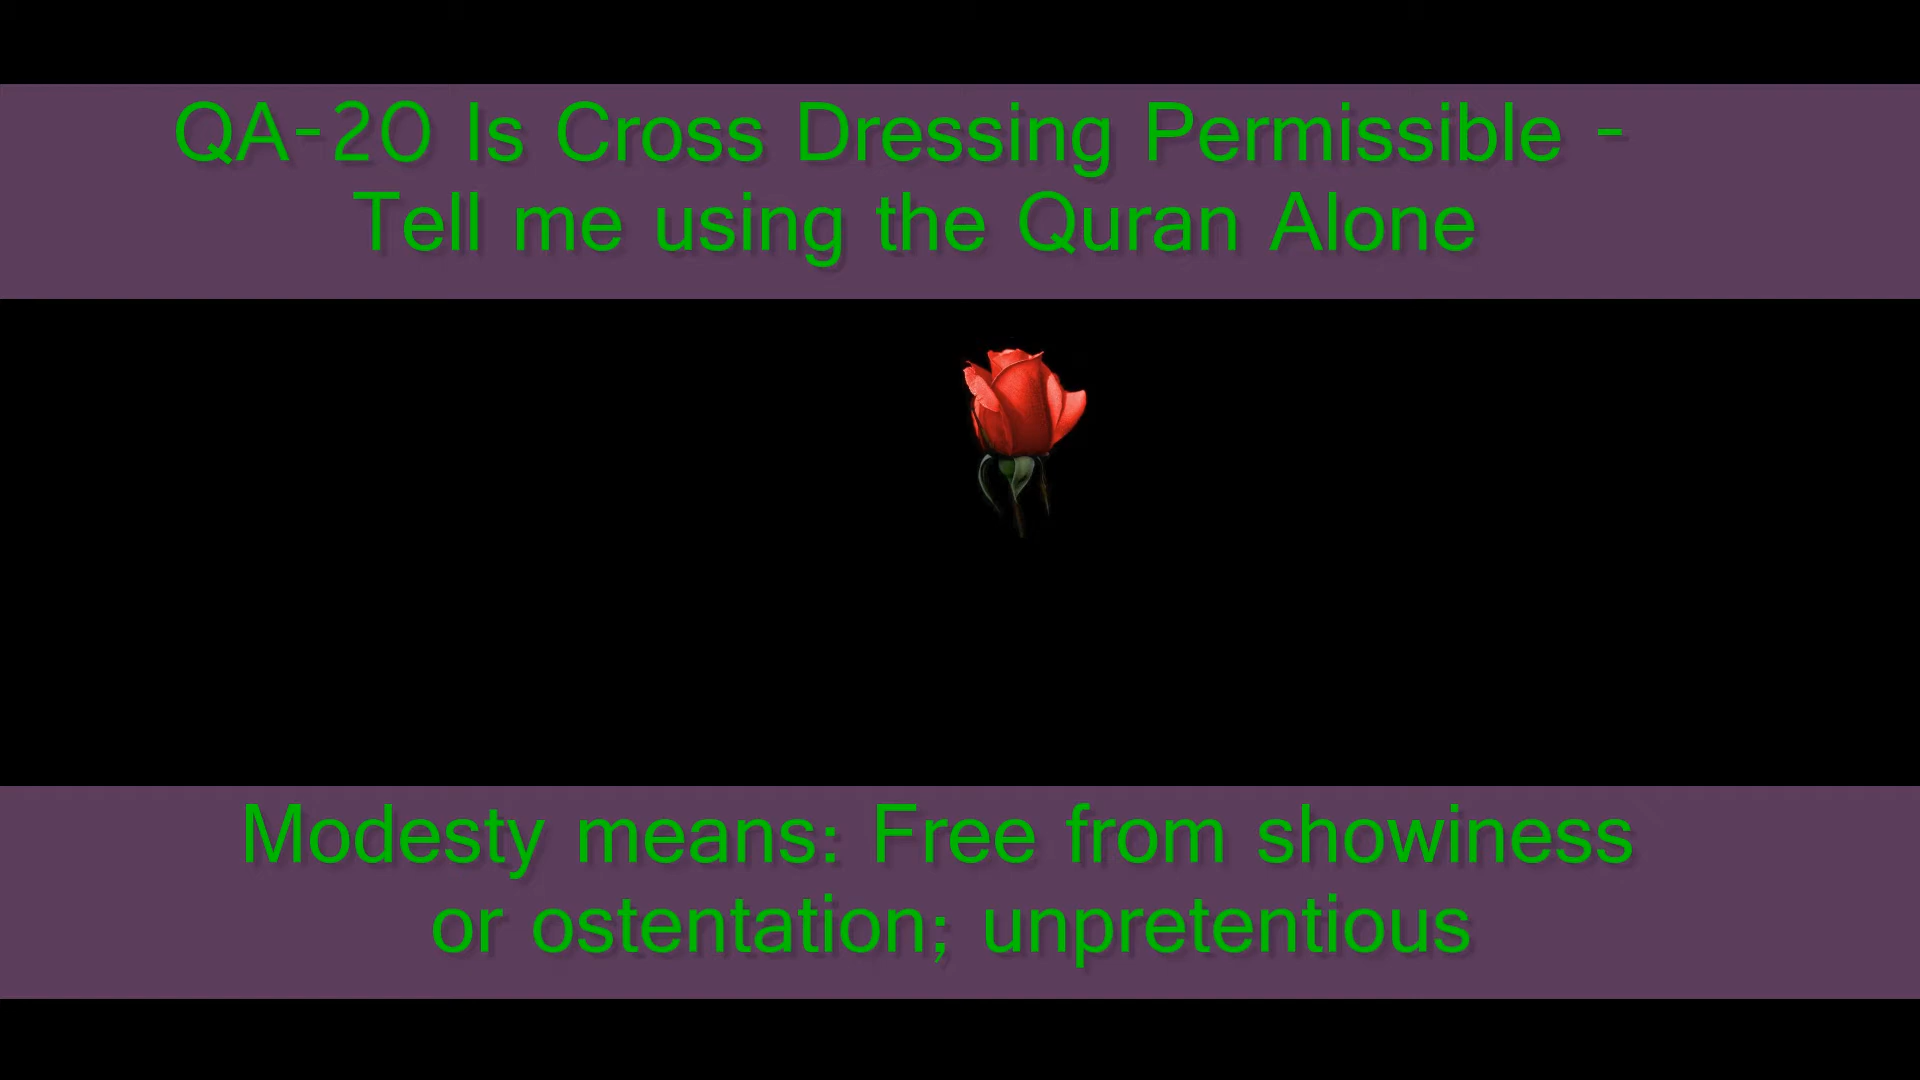 QA-20 Is Cross Dressing Permissible -
Tell me using the Quran Alone
Modesty means: Free from showiness
or ostentation; unpretentious